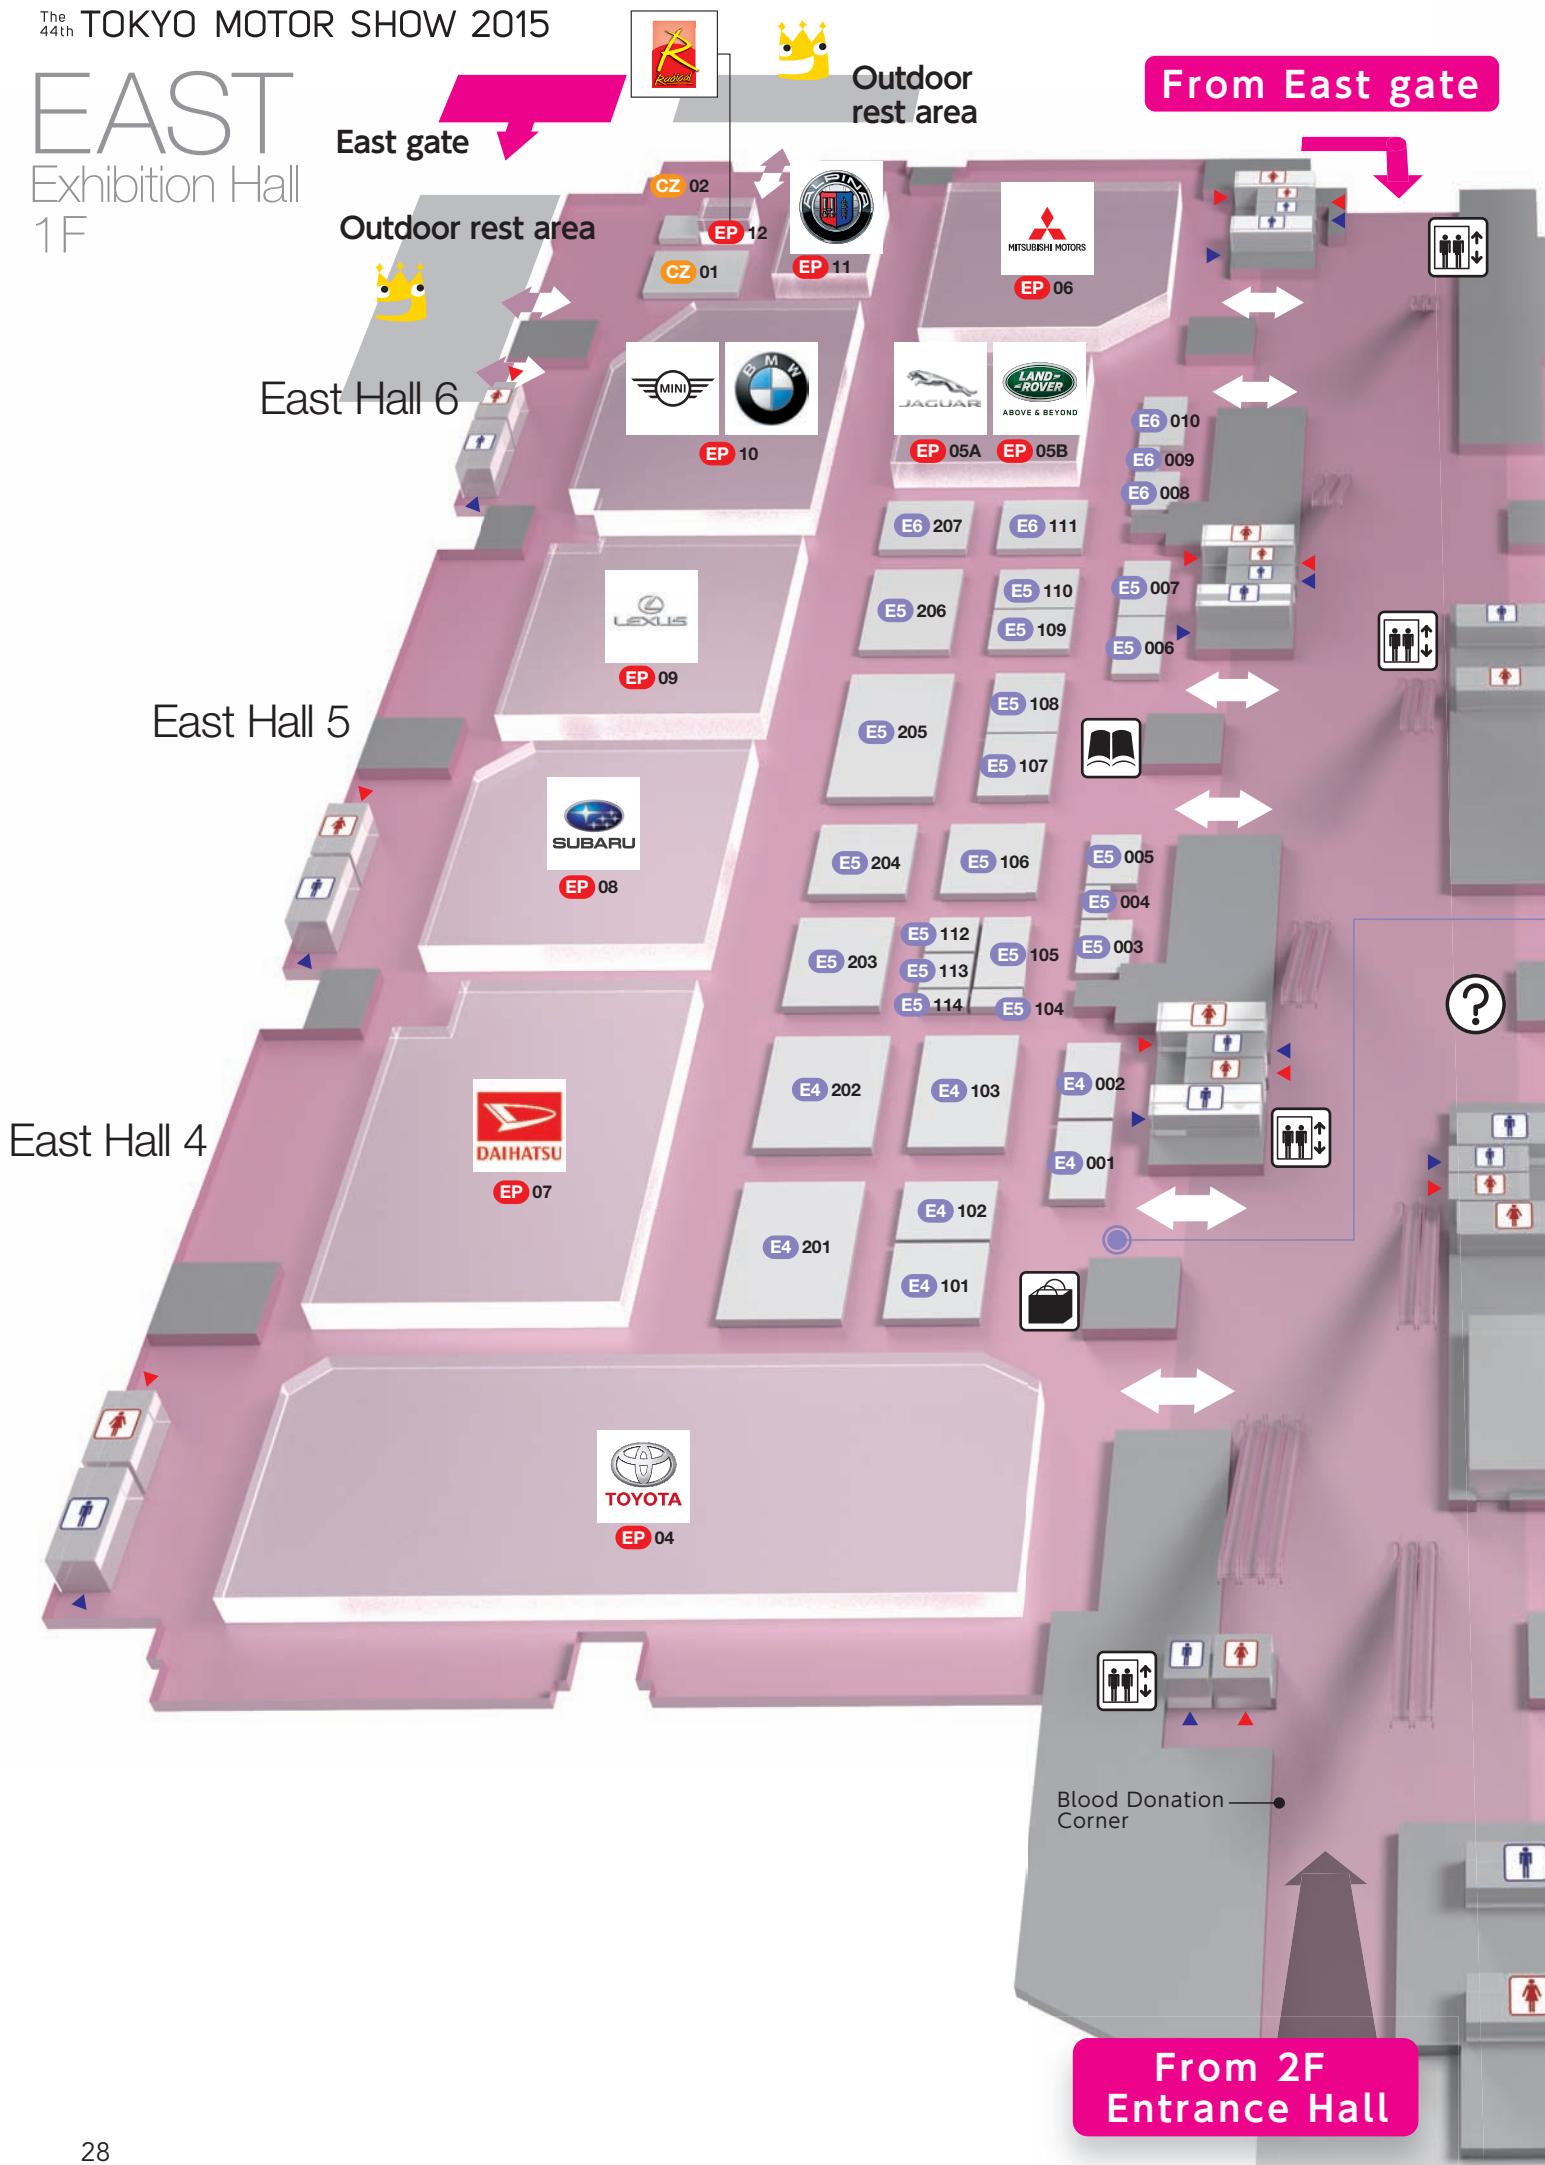 The
44th TOKYO MOTOR SHOW 2015
EAST
Exhibition Hall
1F
Radical
Outdoor
rest area
From East gate
East gate
CZ 02
ALPINA
MITSUBISHI MOTORS
Outdoor rest area
EP 12
EP 11
CZ 01
EP 06
MINI
BMW
JAGUAR
LAND-
ROVER
ABOVE & BEYOND
East Hall 6
EP 10
EP 05A
EP 05B
E6 010
E6 009
E6 008
E6 207
E6 111
E5 007
E5 110
E5 206
E5 109
E5 006
LEXUS
EP 09
East Hall 5
E5 108
E5 205
E5 107
SUBARU
EP 08
E5 005
E5 204
E5 106
E5 004
E5 112
E5 003
E5 203
E5 105
E5 113
E5 114
E5 104
?
E4 002
E4 202
E4 103
DAIHATSU
EP 07
East Hall 4
E4 001
E4 102
E4 201
E4 101
TOYOTA
EP 04
Blood Donation
Corner
From 2F
Entrance Hall
28